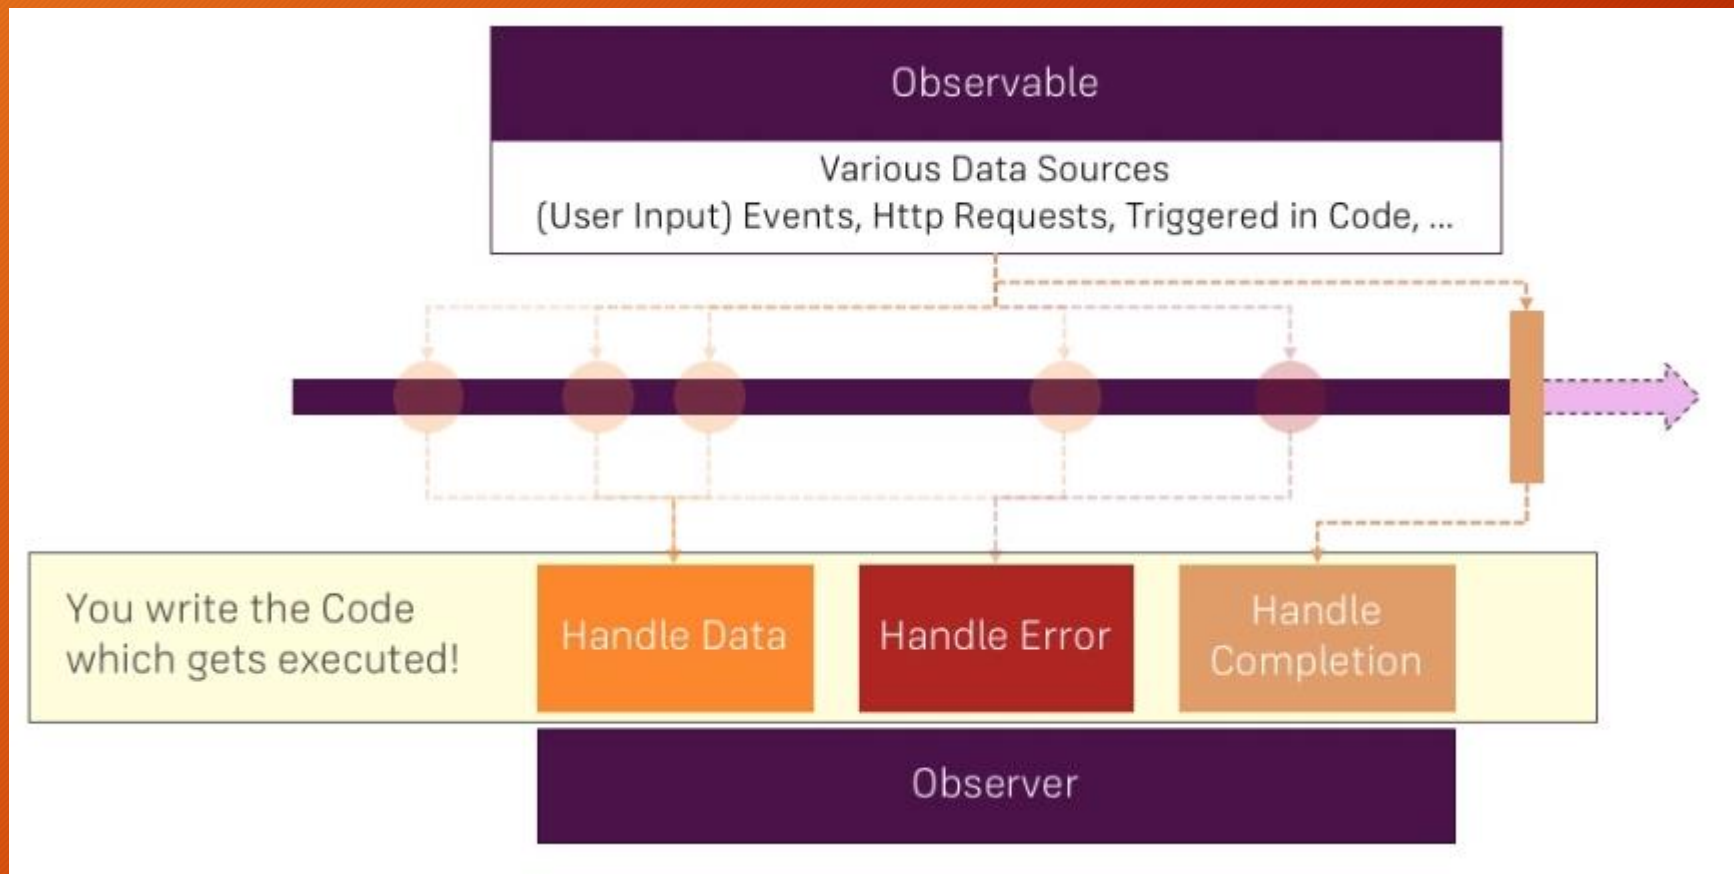 Observable
Various Data Sources
(User Input) Events, Http Requests, Triggered in Code, ...
You write the Code
which gets executed!
Handle Data
Handle Error
Handle
Completion
Observer